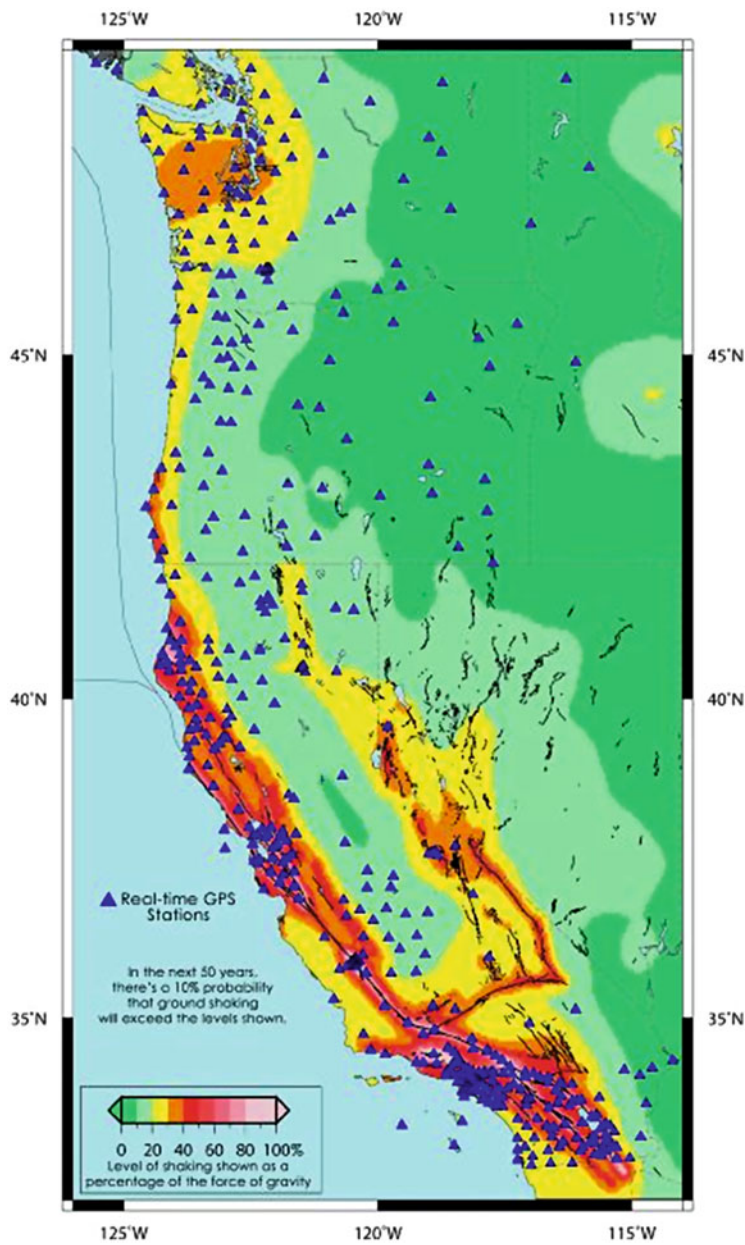 125°W 120°W 115°W
45°N 45°N
40°N 40°N
Real-time GPS
Stations
In the next 50 years,
there's a 10% probability
that ground shaking
will exceed the levels shown.
35°N 35°N
0 20 40 60 80 100%
Level of shaking shown as a
percentage of the force of gravity
125°W 120°W 115°W